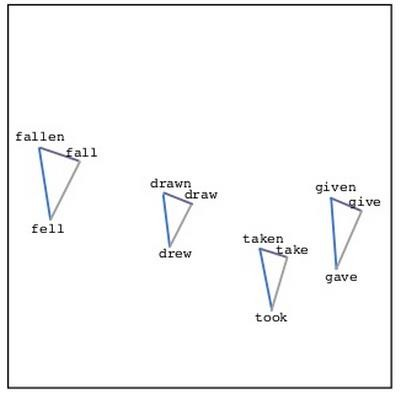 fallen
fall
fell
drawn
draw
drew
taken
take
took
given
give
gave